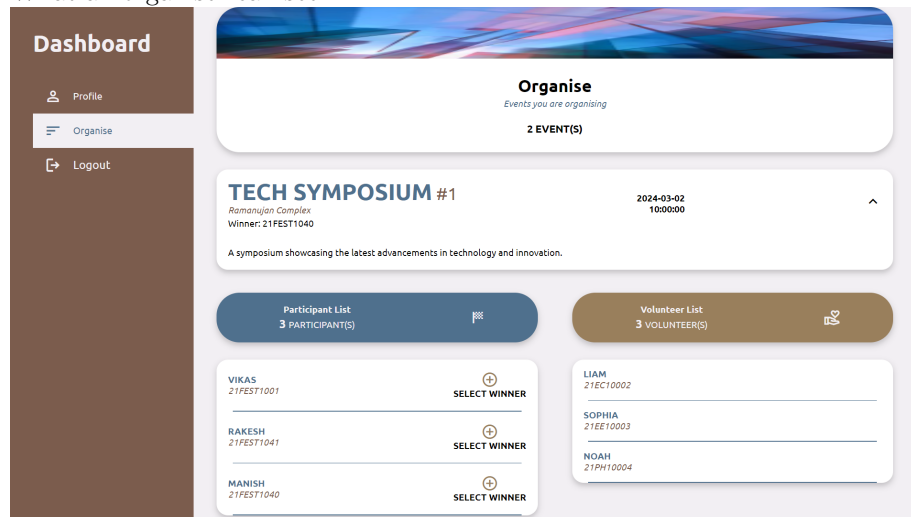 Dashboard
Profile
Organise
Logout
Organise
Events you are organising
2 EVENT(S)
TECH SYMPOSIUM #1
Ramanujan Complex
Winner: 21FEST1040
2024-03-02
10:00:00
A symposium showcasing the latest advancements in technology and innovation.
Participant List
3 PARTICIPANT(S)
Volunteer List
3 VOLUNTEER(S)
VIKAS
21FEST1001
SELECT WINNER
RAKESH
21FEST1041
SELECT WINNER
MANISH
21FEST1040
SELECT WINNER
LIAM
21EC10002
SOPHIA
21EE10003
NOAH
21PH10004